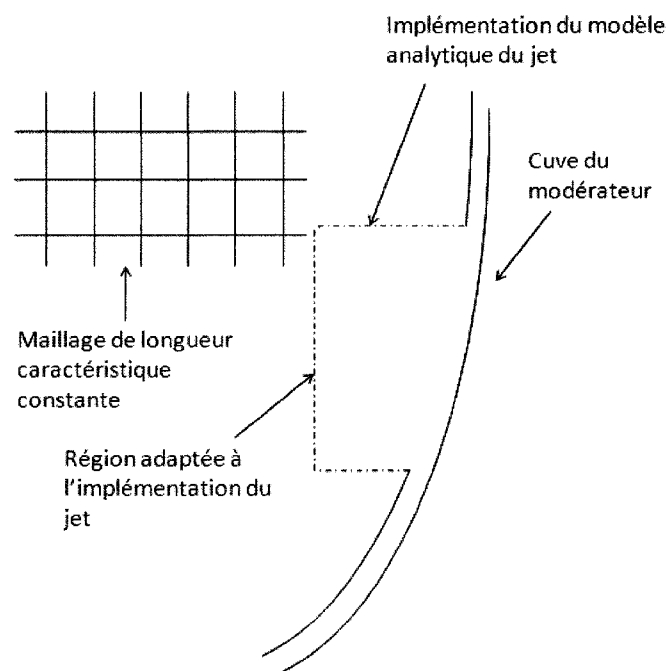 Implémentation du modèle
analytique du jet
Cuve du
modérateur
Maillage de longueur
caractéristique
constante
Région adaptée à
l'implémentation du
jet